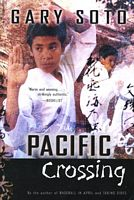 GARY SOTO
"Warm and winning...
strikingly authentic."
—BOOKLIST
PACIFIC
Crossing
By the author of BASEBALL IN APRIL and TAKING SIDES